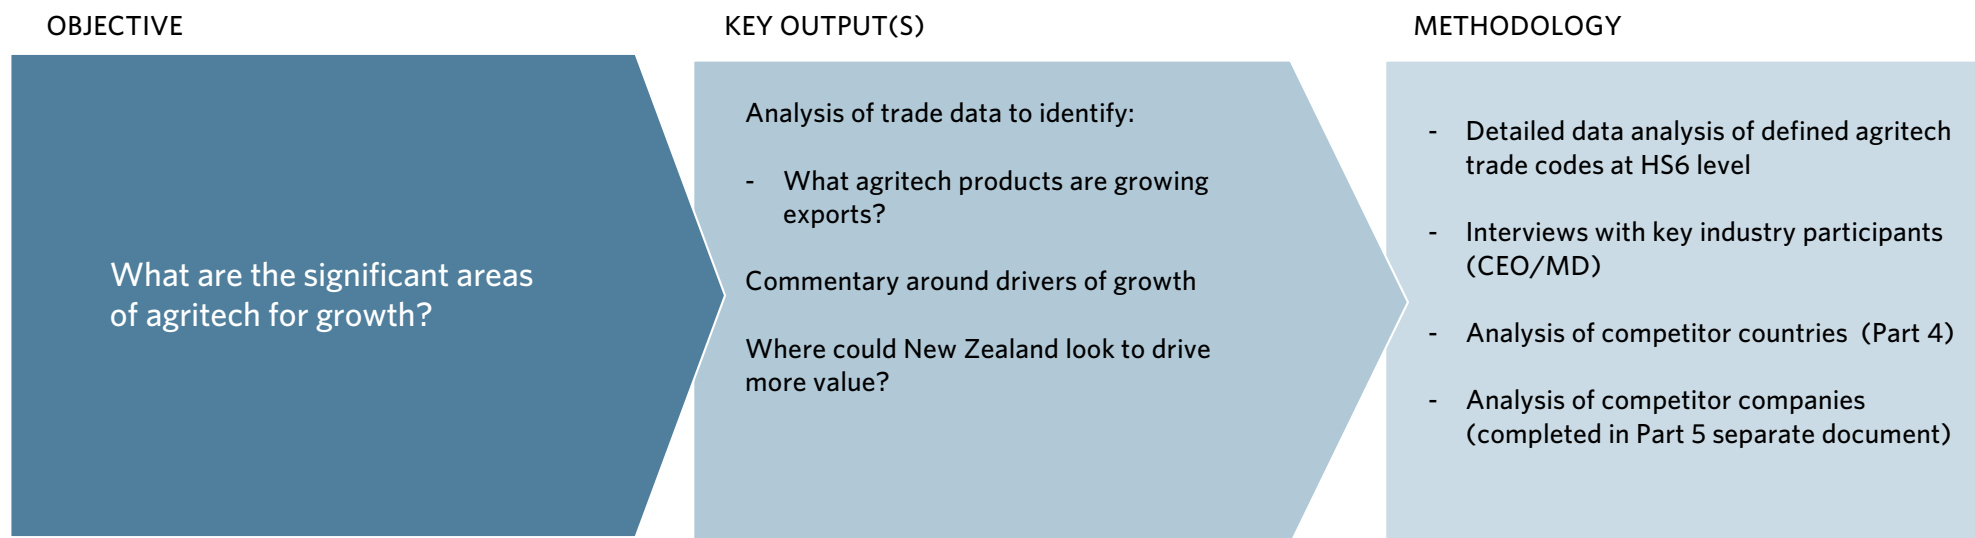 OBJECTIVE
What are the significant areas
of agritech for growth?
KEY OUTPUT(S)
Analysis of trade data to identify:
- What agritech products are growing
exports?
Commentary around drivers of growth
Where could New Zealand look to drive
more value?
METHODOLOGY
- Detailed data analysis of defined agritech
trade codes at HS6 level
- Interviews with key industry participants
(CEO/MD)
- Analysis of competitor countries (Part 4)
- Analysis of competitor companies
(completed in Part 5 separate document)